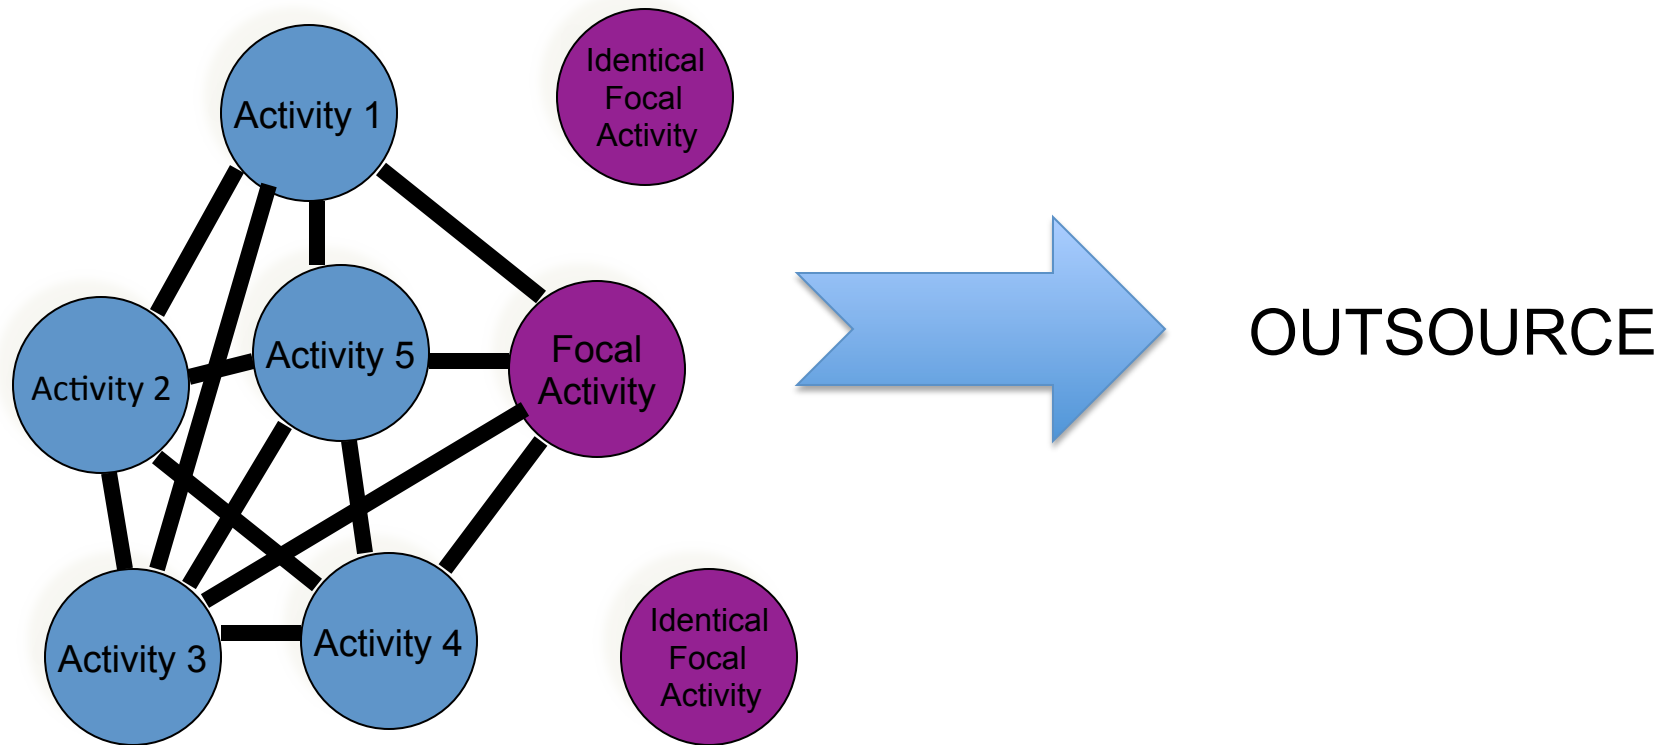 Activity 1
Identical
Focal
Activity
Activity 2
Activity 5
Focal
Activity
OUTSOURCE
Activity 3
Activity 4
Identical
Focal
Activity